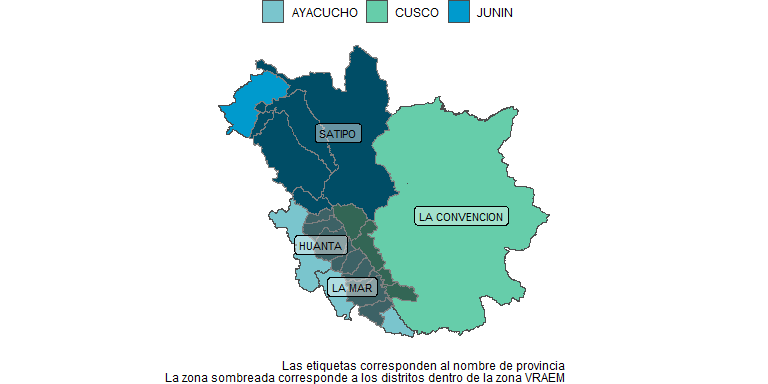 AYACUCHO CUSCO JUNIN
SATIPO
LA CONVENCION
HUANTA
LA MAR
Las etiquetas corresponden al nombre de provincia
La zona sombreada corresponde a los distritos dentro de la zona VRAEM